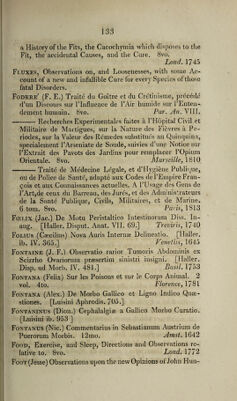 133
a History of the Fits, the Cacochymia which disposes to the
Fit, the accidental Causes, and the Cure. 8vo.
Lond. 1745
Fluxes, Observations on, and Loosenesses, with some Ac-
count of a new and infallible Cure for every Species of those
fatal Disorders.
Foderé (F. E.) Traité du Goître et du Crétinisme, précédé
d'un Discours sur l'Influence de l'Air humide sur l'Enten-
dement humain. 8vo. Par. An. VIII.
——— Recherches Experimentales faites à l'Hôpital Civil et
Militaire de Martigues, sur la Nature des Fièvres à Pe-
riodes, sur la Valeur des Rémedes substitués au Quinquina,
specialement l'Arseniate de Soude, suivies d'une Notice sur
l'Extrait des Pavots des Jardins pour remplacer l'Opium
Orientale. 8vo. Marseille, 1810
——— Traité de Médecine Légale, et d'Hygiène Publique,
ou de Police de Santé, adapté aux Codes de l'Empire Fran-
çois et aux Connaissances actuelles. A l'Usage des Gens de
l'Art, de ceux du Barreau, des Jurés, et des Administrateurs
de la Santé Publique, Civils, Militaires, et de Marine.
6 tom. 8vo. Paris, 1813
Fœlix (Jac.) De Motu Peristaltico Intestinorum Diss. In-
aug. [Haller. Disput. Anat. VII. 69.] Treviris, 1740
Folius (Cæcilius) Nova Auris Internæ Delineatio. [Haller.
ib. IV. 365.] Venetiis, 1645
Fontaine (J. F.) Observatio rarior Tumoris Abdominis ex
Scirrho Ovariorum præsertim sinistri insigni. [Haller.
Disp. ad Morb. IV. 481.] Basil. 1753
Fontana (Felix) Sur les Poisons et sur le Corps Animal. 2
vol. 4to. Florence, 1781
Fontana (Alex.) De Morbo Gallico et Ligno Indico Quæ-
stiones. [Luisini Aphrodis. 705.]
Fontaninus (Dion.) Cephalalgiæ a Gallica Morbo Curatio.
[Luisini ib. 953]
Fontanus (Nic.) Commentarius in Sebastianum Austrium de
Puerorum Morbis. 12mo. Amst. 1642
Food, Exercise, and Sleep, Directions and Observations re-
lative to. 8vo. Lond. 1772
Foot (Jesse) Observations upon the new Opinions of John Hun-